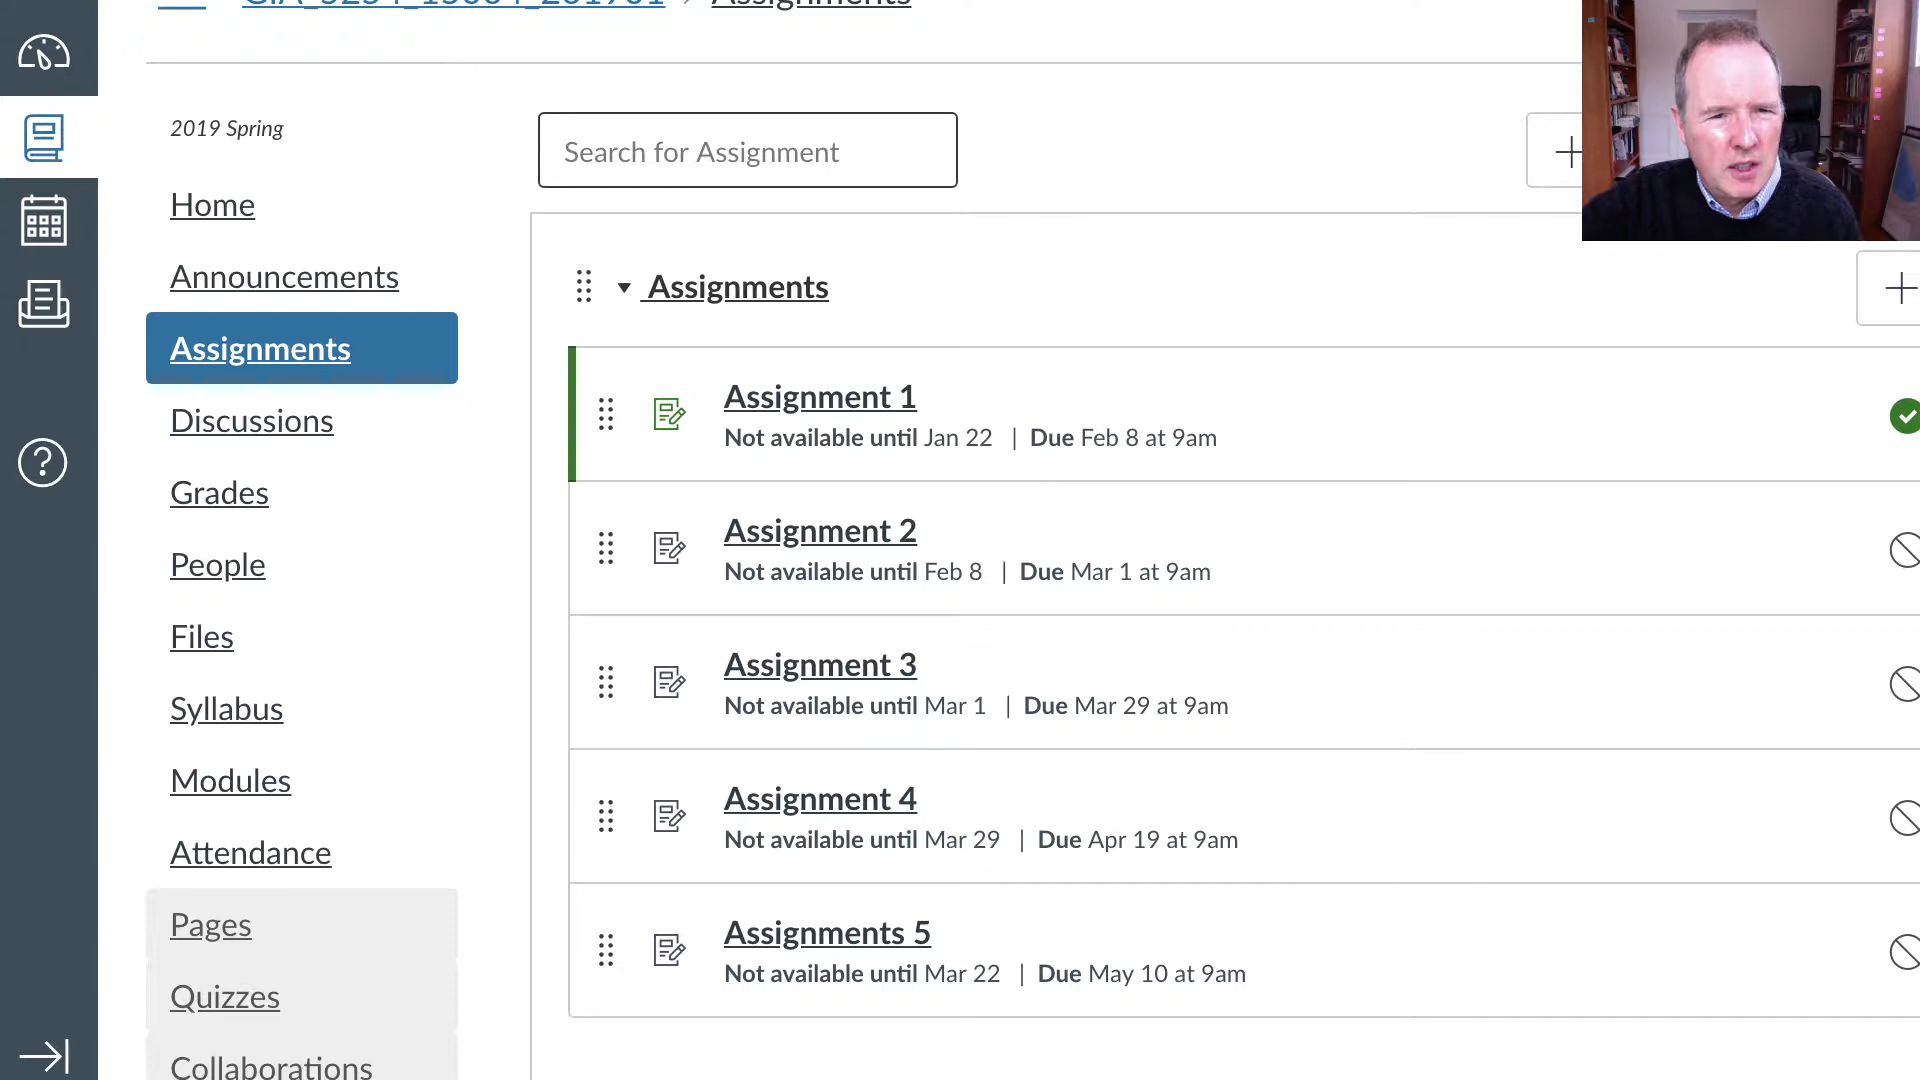 Assignments
2019 Spring
Search for Assignment
Home
Announcements
Assignments
Discussions
Grades
People
Files
Syllabus
Modules
Attendance
Pages
Quizzes
Collaborations
Assignments
Assignment 1
Not available until Jan 22 | Due Feb 8 at 9am
Assignment 2
Not available until Feb 8 | Due Mar 1 at 9am
Assignment 3
Not available until Mar 1 | Due Mar 29 at 9am
Assignment 4
Not available until Mar 29 | Due Apr 19 at 9am
Assignments 5
Not available until Mar 22 | Due May 10 at 9am